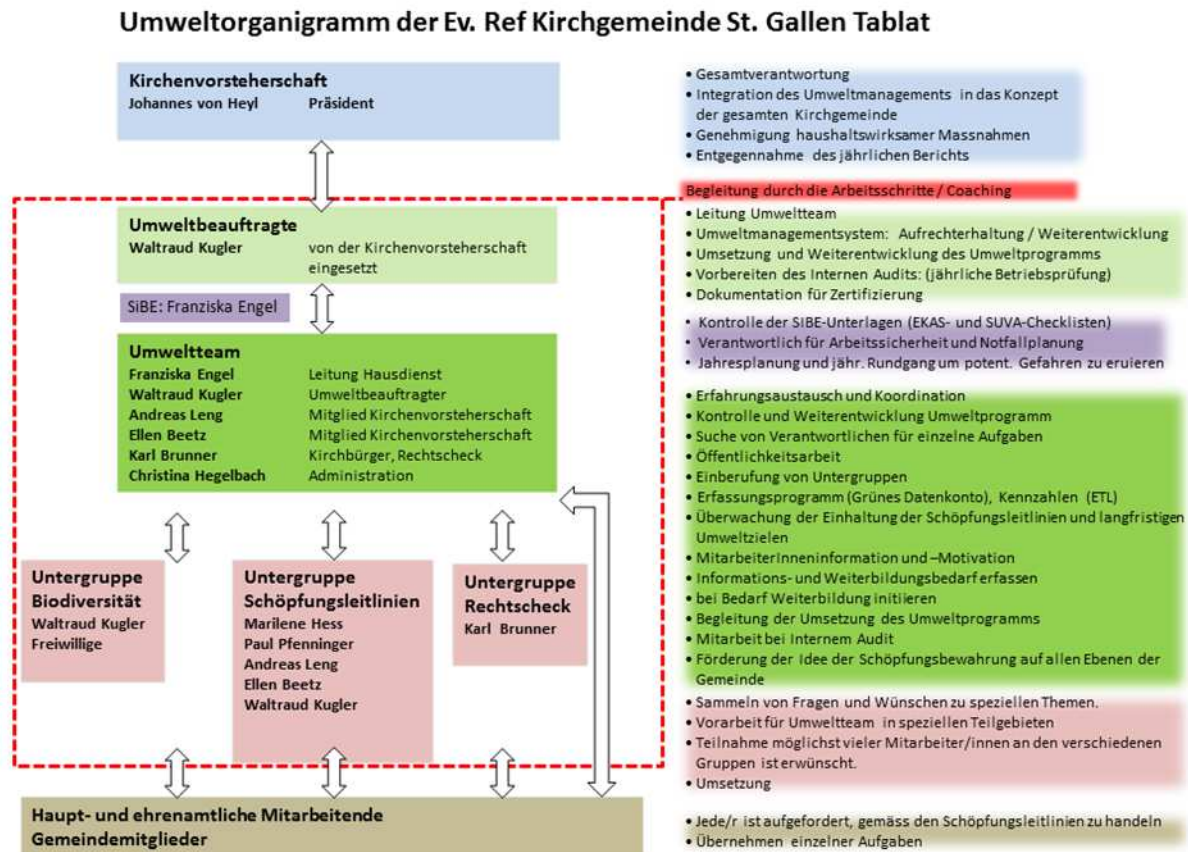 Umweltorganigramm der Ev. Ref Kirchgemeinde St. Gallen Tablat
Kirchenvorsteherschaft
Johannes von Heyl Präsident
• Gesamtverantwortung
• Integration des Umweltmanagements in das Konzept
der gesamten Kirchgemeinde
• Genehmigung haushaltswirksamer Massnahmen
• Entgegennahme des jährlichen Berichts
Begleitung durch die Arbeitsschritte / Coaching
Umweltbeauftragte
Waltraud Kugler von der Kirchenvorsteherschaft
eingesetzt
• Leitung Umweltteam
• Umweltmanagementsystem: Aufrechterhaltung / Weiterentwicklung
• Umsetzung und Weiterentwicklung des Umweltprogramms
• Vorbereiten des Internen Audits: (jährliche Betriebsprüfung)
• Dokumentation für Zertifizierung
SiBE: Franziska Engel
• Kontrolle der SIBE-Unterlagen (EKAS- und SUVA-Checklisten)
• Verantwortlich für Arbeitssicherheit und Notfallplanung
• Jahresplanung und jähr. Rundgang um potent. Gefahren zu eruieren
Umweltteam
Franziska Engel Leitung Hausdienst
Waltraud Kugler Umweltbeauftragter
Andreas Leng Mitglied Kirchenvorsteherschaft
Ellen Beetz Mitglied Kirchenvorsteherschaft
Karl Brunner Kirchbürger, Rechtscheck
Christina Hegelbach Administration
• Erfahrungsaustausch und Koordination
• Kontrolle und Weiterentwicklung Umweltprogramm
• Suche von Verantwortlichen für einzelne Aufgaben
• Öffentlichkeitsarbeit
• Einberufung von Untergruppen
• Erfassungsprogramm (Grünes Datenkonto), Kennzahlen (ETL)
• Überwachung der Einhaltung der Schöpfungsleitlinien und langfristigen
Umweltzielen
• MitarbeiterInneninformation und –Motivation
• Informations- und Weiterbildungsbedarf erfassen
• bei Bedarf Weiterbildung initiieren
• Begleitung der Umsetzung des Umweltprogramms
• Mitarbeit bei Internem Audit
• Förderung der Idee der Schöpfungsbewahrung auf allen Ebenen der
Gemeinde
Untergruppe
Biodiversität
Waltraud Kugler
Freiwillige
Untergruppe
Schöpfungsleitlinien
Marilene Hess
Paul Pfenninger
Andreas Leng
Ellen Beetz
Waltraud Kugler
Untergruppe
Rechtscheck
Karl Brunner
• Sammeln von Fragen und Wünschen zu speziellen Themen.
• Vorarbeit für Umweltteam in speziellen Teilgebieten
• Teilnahme möglichst vieler Mitarbeiter/innen an den verschiedenen
Gruppen ist erwünscht.
• Umsetzung
Haupt- und ehrenamtliche Mitarbeitende
Gemeindemitglieder
• Jede/r ist aufgefordert, gemäss den Schöpfungsleitlinien zu handeln
• Übernehmen einzelner Aufgaben